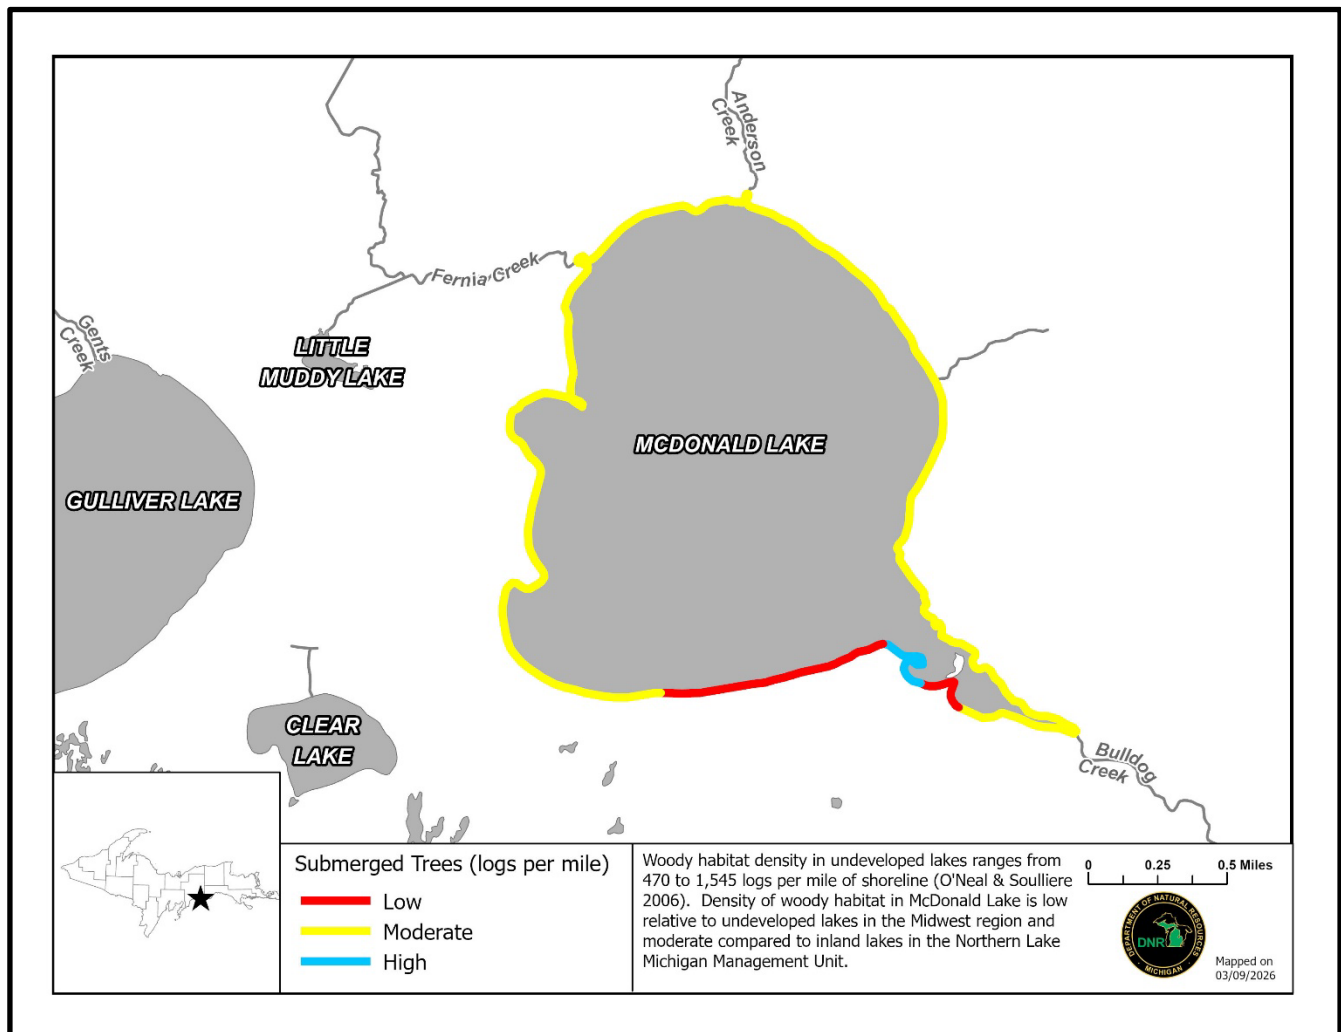 Anderson
Creek
Fernia Creek
Gents
Creek
LITTLE
MUDDY LAKE
MCDONALD LAKE
GULLIVER LAKE
CLEAR
LAKE
Bulldog
Creek
Submerged Trees (logs per mile)
Low
Moderate
High
Woody habitat density in undeveloped lakes ranges from
470 to 1,545 logs per mile of shoreline (O'Neal & Soulliere
2006).  Density of woody habitat in McDonald Lake is low
relative to undeveloped lakes in the Midwest region and
moderate compared to inland lakes in the Northern Lake
Michigan Management Unit.
0 0.25 0.5 Miles
DEPARTMENT OF NATURAL RESOURCES
DNR
MICHIGAN
Mapped on
03/09/2026